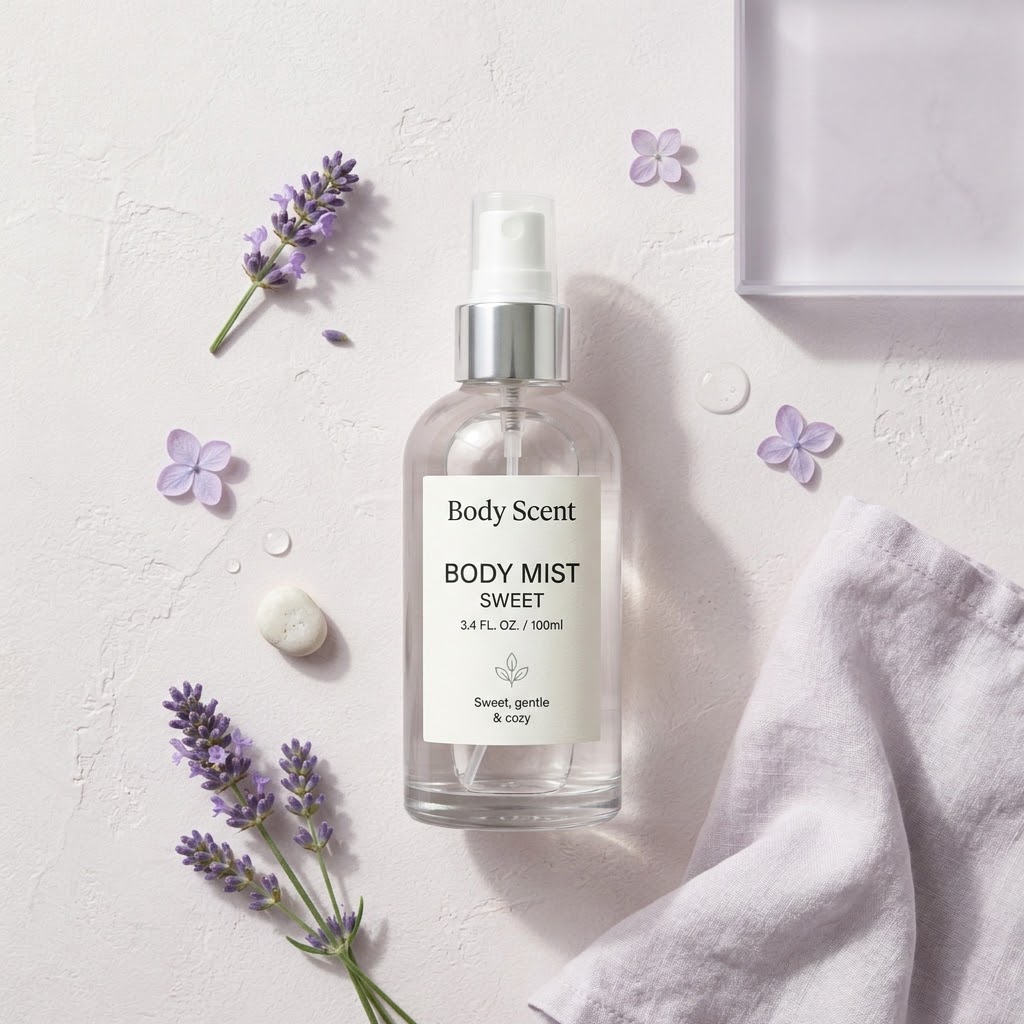 Body Scent
BODY MIST
SWEET
3.4 FL. OZ. / 100ml
Sweet, gentle
& cozy